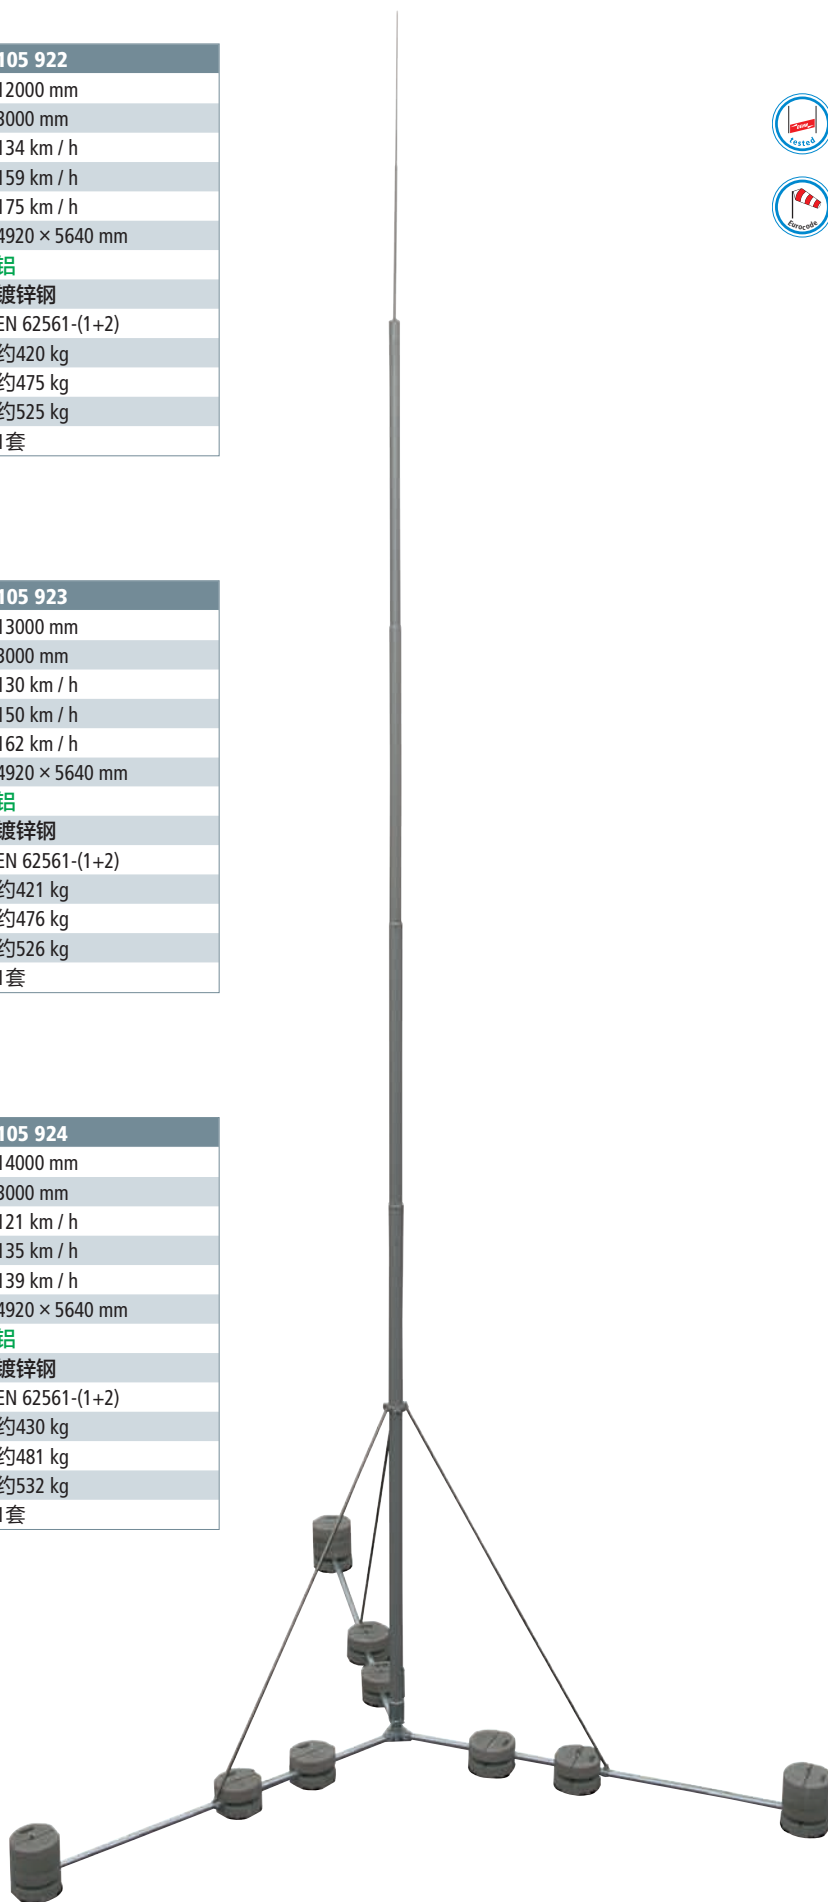 105 922
12000 mm
3000 mm
134 km / h
159 km / h
175 km / h
4920 × 5640 mm
铝
镀锌钢
EN 62561-(1+2)
约420 kg
约475 kg
约525 kg
1套
tested
Eurocode
105 923
13000 mm
3000 mm
130 km / h
150 km / h
162 km / h
4920 × 5640 mm
铝
镀锌钢
EN 62561-(1+2)
约421 kg
约476 kg
约526 kg
1套
105 924
14000 mm
3000 mm
121 km / h
135 km / h
139 km / h
4920 × 5640 mm
铝
镀锌钢
EN 62561-(1+2)
约430 kg
约481 kg
约532 kg
1套